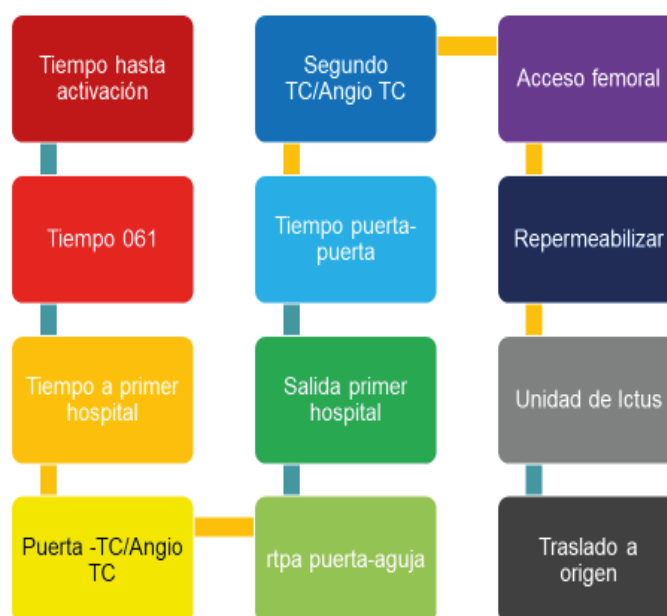 Tiempo hasta
activación
Tiempo 061
Tiempo a primer
hospital
Puerta -TC/Angio
TC
rtpa puerta-aguja
Salida primer
hospital
Tiempo puerta-
puerta
Segundo
TC/Angio TC
Acceso femoral
Repermeabilizar
Unidad de Ictus
Traslado a
origen